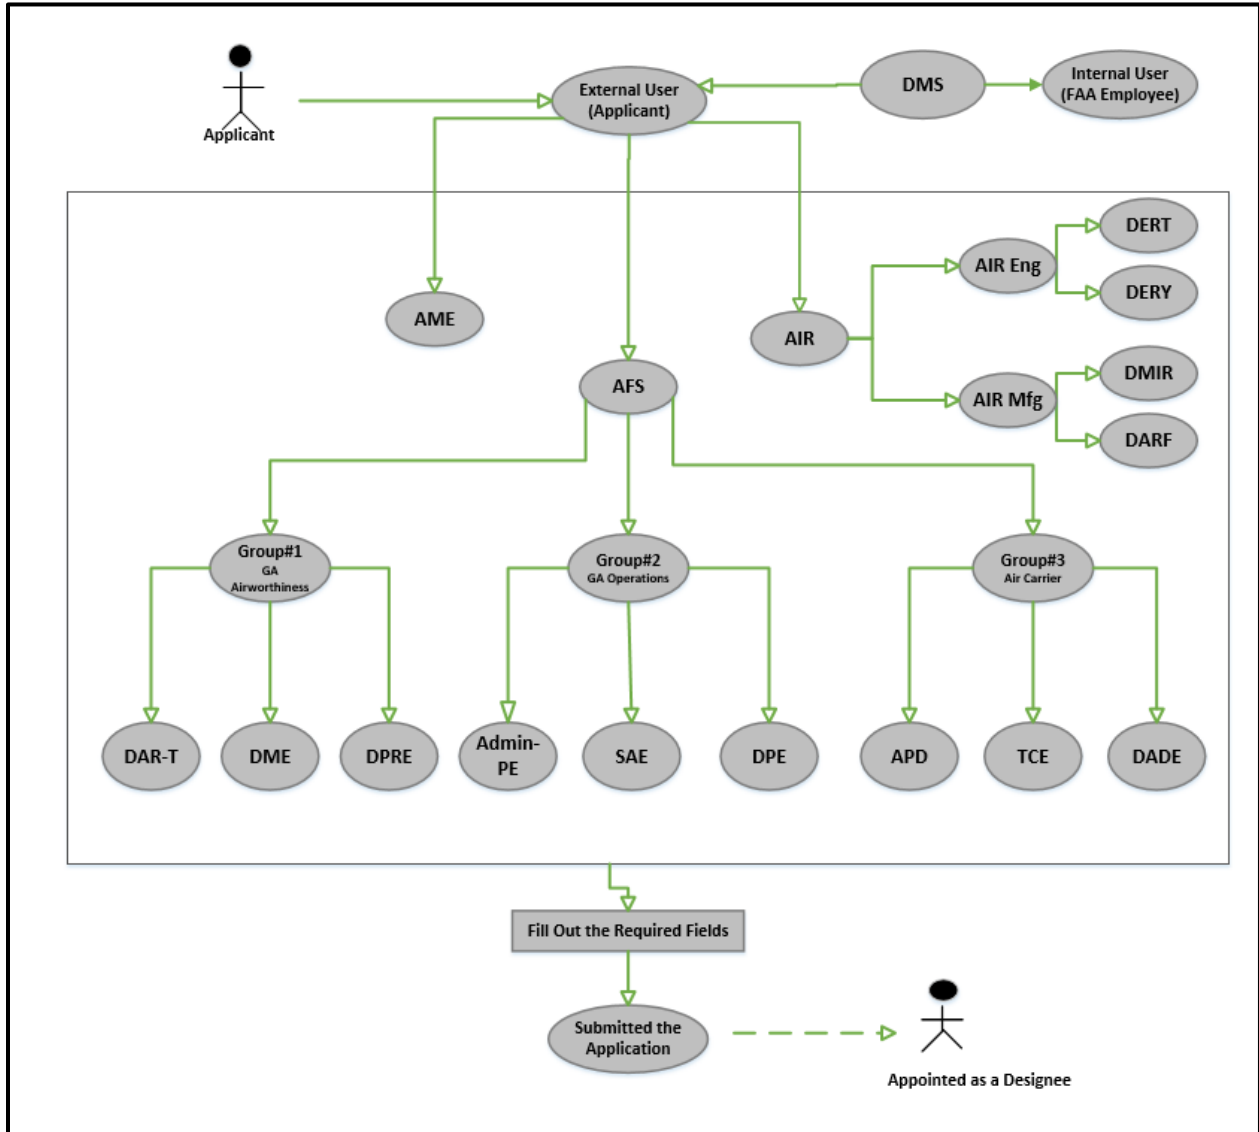 Applicant
External User
(Applicant)
DMS
Internal User
(FAA Employee)
AME
AFS
AIR
AIR Eng
AIR Mfg
DERT
DERY
DMIR
DARF
Group#1
GA
Airworthiness
Group#2
GA Operations
Group#3
Air Carrier
DAR-T
DME
DPRE
Admin-
PE
SAE
DPE
APD
TCE
DADE
Fill Out the Required Fields
Submitted the
Application
Appointed as a Designee